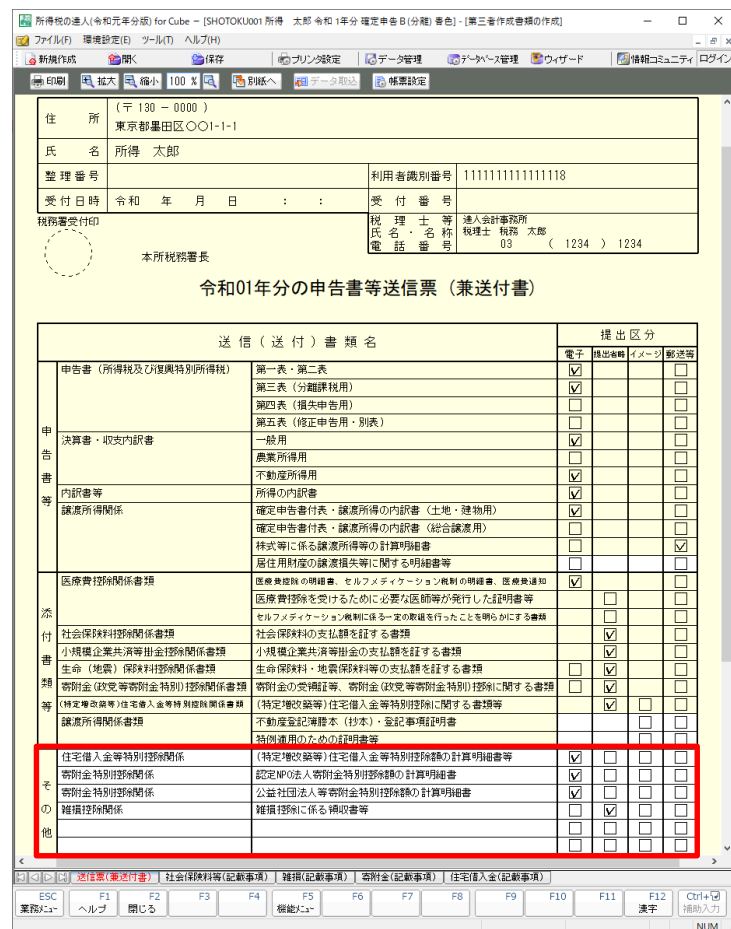 所得税の達人(令和元年分版) for Cube - [SHOTOKU001 所得 太郎 令和 1年分 確定申告B(分離) 青色] - [第三者作成書類の作成]
ファイル(F) 環境設定(E) ツール(T) ヘルプ(H)
新規作成 開く 保存 プリンタ設定 データ管理 データベース管理 ウィザード 情報コミュニティ ログイン
印刷 拡大 縮小 100 % 別紙へ データ取込 帳票設定
住 所 (〒 130 － 0000 )
東京都墨田区〇〇1-1-1
氏 名 所得 太郎
整理番号 利用者識別番号 1111111111111118
受付日時 令和 年 月 日 : : 受付番号
税務署受付印 税理士等氏名・名称 電話番号 達人会計事務所
税理士 税務 太郎
03 ( 1234 ) 1234
本所税務署長
令和01年分の申告書等送信票（兼送付書）
送信(送付)書類名 提出区分
電子 提出省略 イメージ 郵送等
申告書等
申告書（所得税及び復興特別所得税） 第一表・第二表
第三表（分離課税用）
第四表（損失申告用）
第五表（修正申告用・別表）
決算書・収支内訳書 一般用
農業所得用
不動産所得用
内訳書等 所得の内訳書
譲渡所得関係 確定申告書付表・譲渡所得の内訳書（土地・建物用）
確定申告書付表・譲渡所得の内訳書（総合譲渡用）
株式等に係る譲渡所得等の計算明細書
居住用財産の譲渡損失等に関する明細書等
添付書類等
医療費控除関係書類 医療費控除の明細書、セルフメディケーション税制の明細書、医療費通知
医療費控除を受けるために必要な医師等が発行した証明書等
セルフメディケーション税制に係る一定の取組を行ったことを明らかにする書類
社会保険料控除関係書類 社会保険料の支払額を証する書類
小規模企業共済等掛金控除関係書類 小規模企業共済等掛金の支払額を証する書類
生命（地震）保険料控除関係書類 生命保険料・地震保険料等の支払額を証する書類
寄附金(政党等寄附金特別)控除関係書類 寄附金の受領証等、寄附金(政党等寄附金特別)控除に関する書類
(特定増改築等)住宅借入金等特別控除関係書類 (特定増改築等)住宅借入金等特別控除に関する書類等
譲渡所得関係書類 不動産登記簿謄本（抄本）・登記事項証明書
特例適用のための証明書等
その他
住宅借入金等特別控除関係 (特定増改築等)住宅借入金等特別控除額の計算明細書等
寄附金特別控除関係 認定NPO法人寄附金特別控除額の計算明細書
寄附金特別控除関係 公益社団法人等寄附金特別控除額の計算明細書
雑損控除関係 雑損控除に係る領収書等
送信票(兼送付書) 社会保険料等(記載事項) 雑損(記載事項) 寄附金(記載事項) 住宅借入金(記載事項)
ESC F1 F2 F3 F4 F5 F6 F7 F8 F9 F10 F11 F12 Ctrl+
業務メニュー ヘルプ 閉じる 機能メニュー 漢字 補助入力
NUM